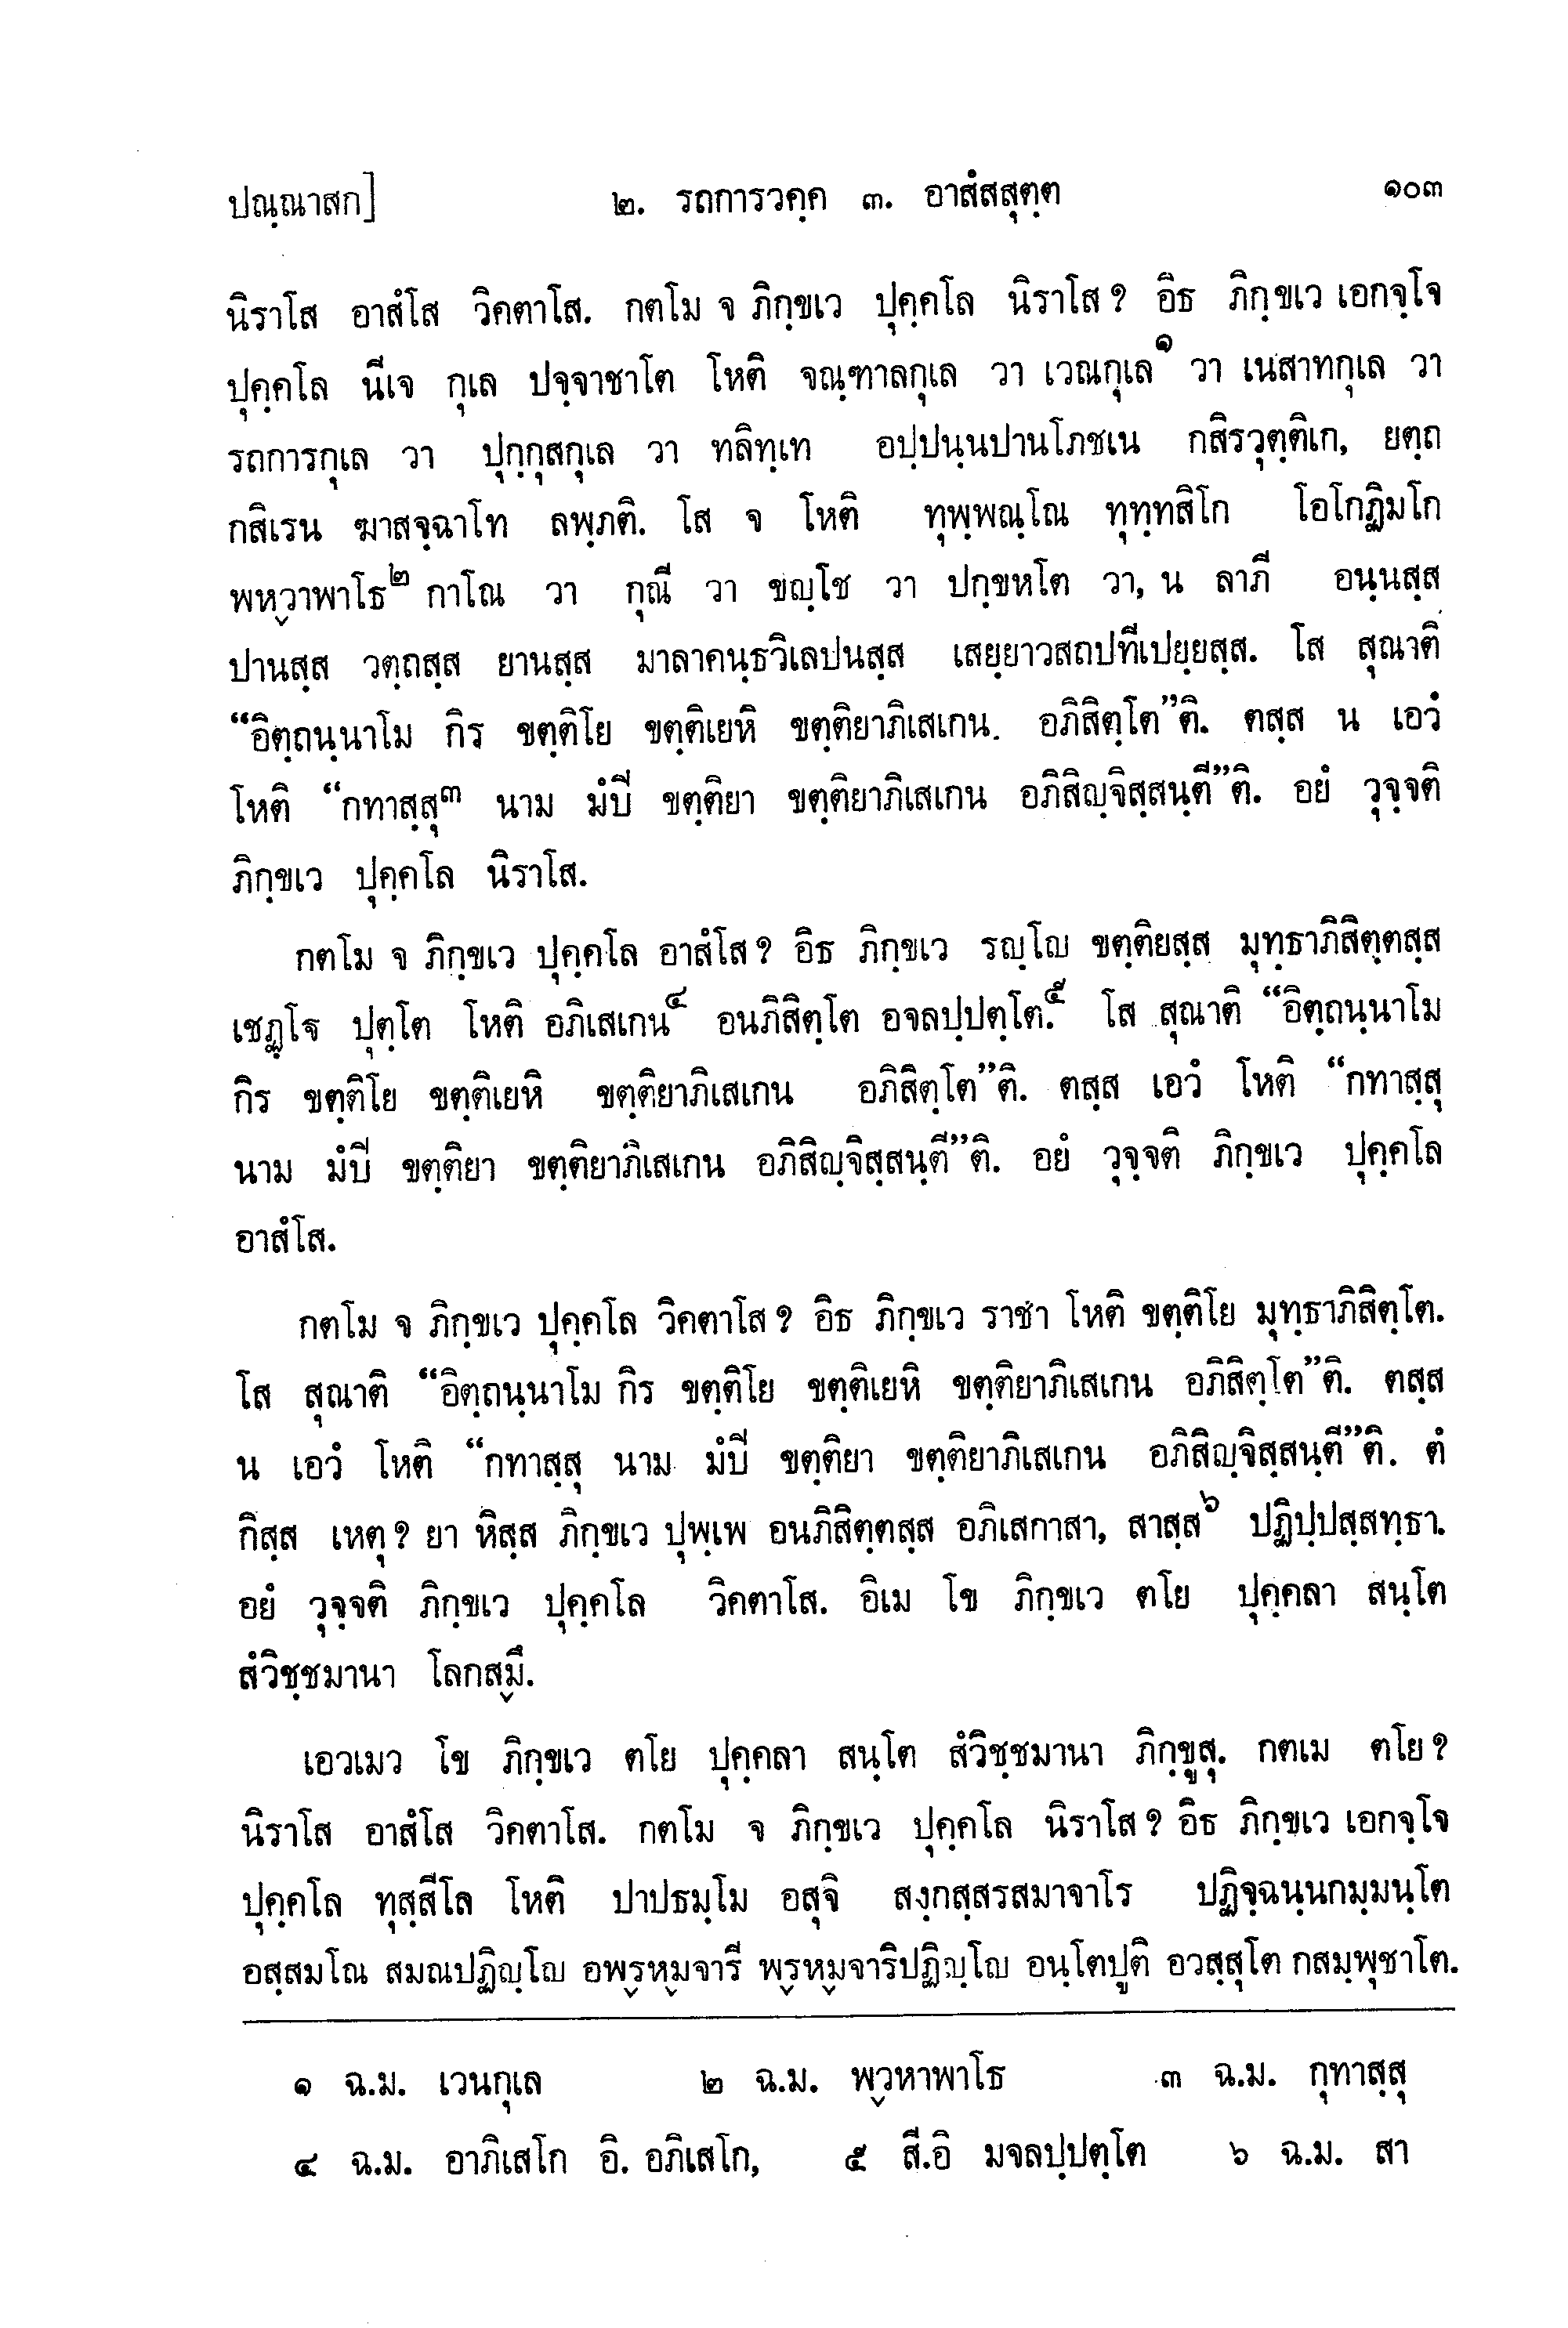 ปณฺณาสก]	๒. รถการวคฺค ๓. อาสํสสุตฺต	๑๐๓
นิราโส อาสํโส วิคตาโส. กตโม จ ภิกฺขเว ปุคฺคโล นิราโส? อิธ ภิกฺขเว เอกจฺโจ
ปุคฺคโล นีเจ กุเล ปจฺจาชาโต โหติ จณฺฑาลกุเล วา เวณกุเล๑ วา เนสาทกุเล วา
รถการกุเล วา ปุกฺกุสกุเล วา ทลิทฺเท อปฺปนฺนปานโภชเน กสิรวุตฺติเก, ยตฺถ
กสิเรน ฆาสจฺฉาโท ลพฺภติ. โส จ โหติ ทุพฺพณฺโณ ทุทฺทสิโก โอโกฏิมโก
พหฺวาพาโธ๒ กาโณ วา กุณี วา ขญฺโช วา ปกฺขหโต วา, น ลาภี อนฺนสฺส
ปานสฺส วตฺถสฺส ยานสฺส มาลาคนฺธวิเลปนสฺส เสยฺยาวสถปทีเปยฺยสฺส. โส สุณาติ
“อิตฺถนฺนาโม กิร ขตฺติโย ขตฺติเยหิ ขตฺติยาภิเสเกน อภิสิตฺโต”ติ. ตสฺส น เอวํ
โหติ “กทาสฺสุ๓ นาม มํปี ขตฺติยา ขตฺติยาภิเสเกน อภิสิญฺจิสฺสนฺตี”ติ. อยํ วุจฺจติ
ภิกฺขเว ปุคฺคโล นิราโส.
กตโม จ ภิกฺขเว ปุคฺคโล อาสํโส? อิธ ภิกฺขเว รญฺโญ ขตฺติยสฺส มุทฺธาภิสิตฺตสฺส
เชฏฺโฐ ปุตฺโต โหติ อภิเสเกน๔ อนภิสิตฺโต อจลปฺปตฺโต.๕ โส สุณาติ “อิตฺถนฺนาโม
กิร ขตฺติโย ขตฺติเยหิ ขตฺติยาภิเสเกน อภิสิตฺโต”ติ. ตสฺส เอวํ โหติ “กทาสฺสุ
นาม มํปี ขตฺติยา ขตฺติยาภิเสเกน อภิสิญฺจิสฺสนฺตี”ติ. อยํ วุจฺจติ ภิกฺขเว ปุคฺคโล
อาสํโส.
กตโม จ ภิกฺขเว ปุคฺคโล วิคตาโส? อิธ ภิกฺขเว ราชา โหติ ขตฺติโย มุทฺธาภิสิตฺโต.
โส สุณาติ “อิตฺถนฺนาโม กิร ขตฺติโย ขตฺติเยหิ ขตฺติยาภิเสเกน อภิสิตฺโต”ติ. ตสฺส
น เอวํ โหติ “กทาสฺสุ นาม มํปี ขตฺติยา ขตฺติยาภิเสเกน อภิสิญฺจิสฺสนฺตี”ติ. ตํ
กิสฺส เหตุ? ยา หิสฺส ภิกฺขเว ปุพฺเพ อนภิสิตฺตสฺส อภิเสกาสา, สาสฺส๖ ปฏิปฺปสฺสทฺธา.
อยํ วุจฺจติ ภิกฺขเว ปุคฺคโล วิคตาโส. อิเม โข ภิกฺขเว ตโย ปุคฺคลา สนฺโต
สํวิชฺชมานา โลกสฺมึ.
เอวเมว โข ภิกฺขเว ตโย ปุคฺคลา สนฺโต สํวิชฺชมานา ภิกฺขูสุ. กตเม ตโย?
นิราโส อาสํโส วิคตาโส. กตโม จ ภิกฺขเว ปุคฺคโล นิราโส? อิธ ภิกฺขเว เอกจฺโจ
ปุคฺคโล ทุสฺสีโล โหติ ปาปธมฺโม อสุจิ สงฺกสฺสรสมาจาโร ปฏิจฺฉนฺนกมฺมนฺโต
อสฺสมโณ สมณปฏิญฺโญ อพฺรหฺมจารี พฺรหฺมจาริปฏิญฺโญ อนฺโตปูติ อวสฺสุโต กสมฺพุชาโต.
๑ ฉ.ม. เวนกุเล	๒ ฉ.ม. พวฺหาพาโธ	๓ ฉ.ม. กุทาสฺสุ
๔ ฉ.ม. อาภิเสโก อิ. อภิเสโก,	๕ สี.อิ มจลปฺปตฺโต	๖ ฉ.ม. สา